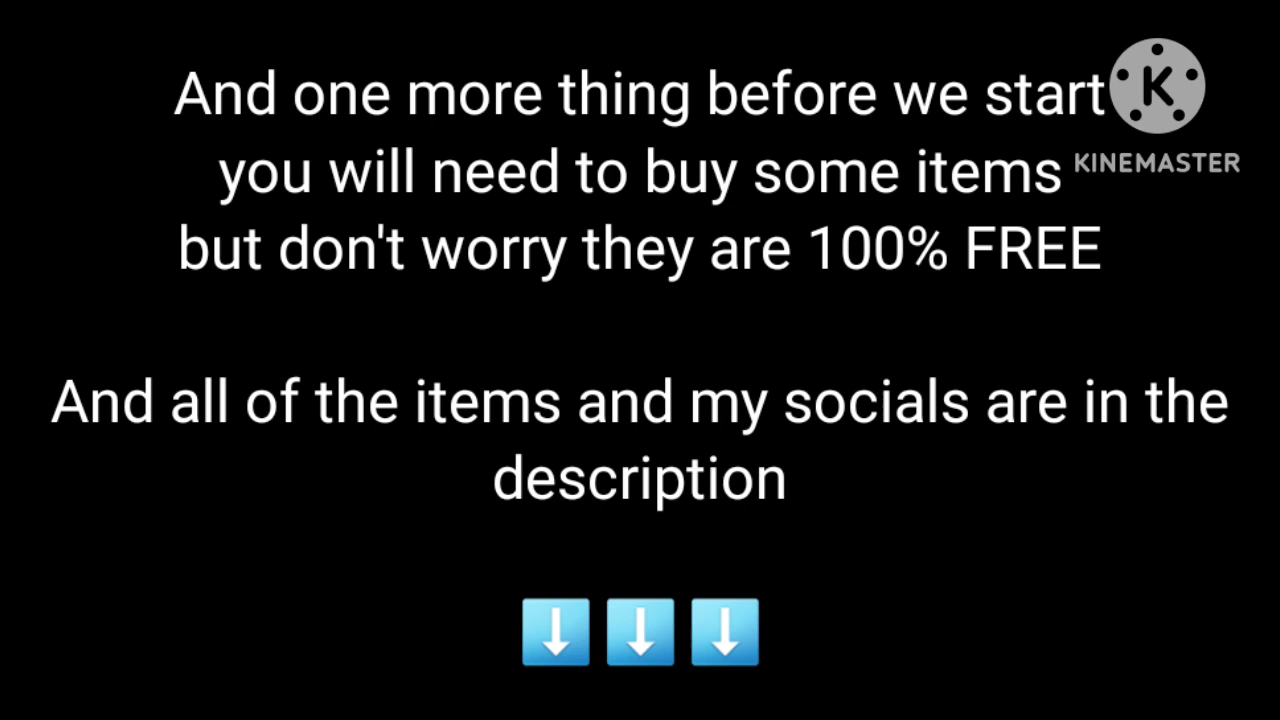 And one more thing before we start
you will need to buy some items
but don't worry they are 100% FREE
And all of the items and my socials are in the
description
K
KINEMASTER